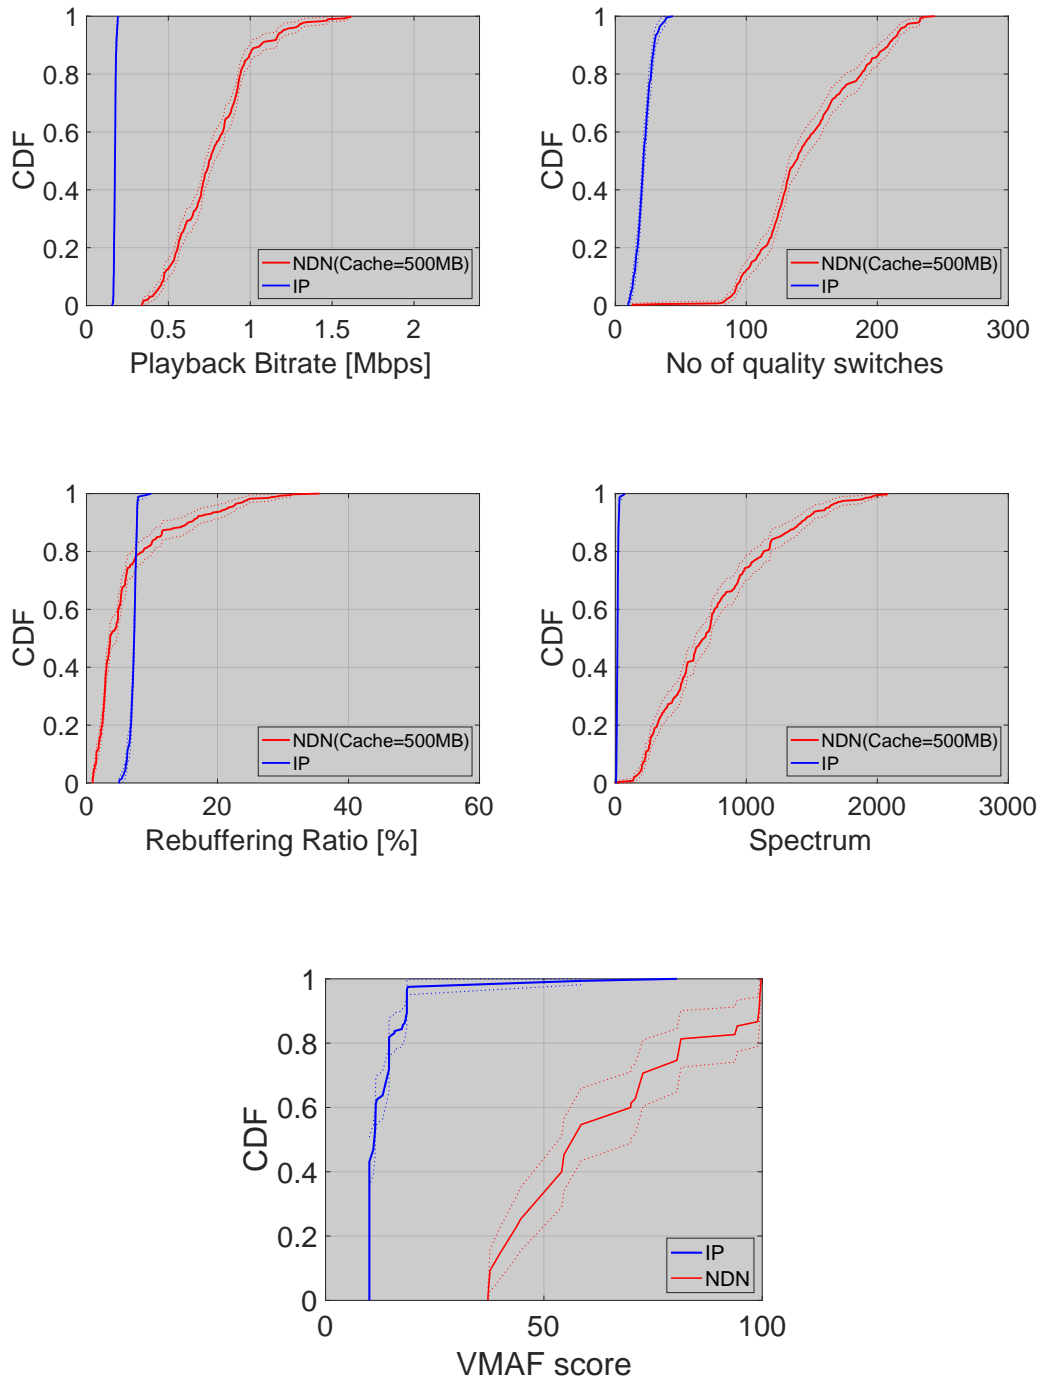 1
0.8
0.6
0.4
0.2
0
CDF
NDN(Cache=500MB)
IP
0 0.5 1 1.5 2
Playback Bitrate [Mbps]
1
0.8
0.6
0.4
0.2
0
CDF
NDN(Cache=500MB)
IP
0 100 200 300
No of quality switches
1
0.8
0.6
0.4
0.2
0
CDF
NDN(Cache=500MB)
IP
0 20 40 60
Rebuffering Ratio [%]
1
0.8
0.6
0.4
0.2
0
CDF
NDN(Cache=500MB)
IP
0 1000 2000 3000
Spectrum
1
0.8
0.6
0.4
0.2
0
CDF
IP
NDN
0 50 100
VMAF score